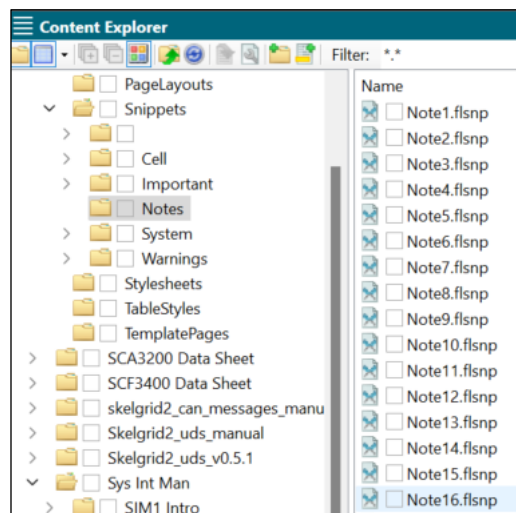 Content Explorer
Filter: *.*
PageLayouts
Snippets
Cell
Important
Notes
System
Warnings
Stylesheets
TableStyles
TemplatePages
SCA3200 Data Sheet
SCF3400 Data Sheet
skelgrid2_can_messages_manu
Skelgrid2_uds_manual
Skelgrid2_uds_v0.5.1
Sys Int Man
SIM1 Intro
Name
Note1.flsnp
Note2.flsnp
Note3.flsnp
Note4.flsnp
Note5.flsnp
Note6.flsnp
Note7.flsnp
Note8.flsnp
Note9.flsnp
Note10.flsnp
Note11.flsnp
Note12.flsnp
Note13.flsnp
Note14.flsnp
Note15.flsnp
Note16.flsnp